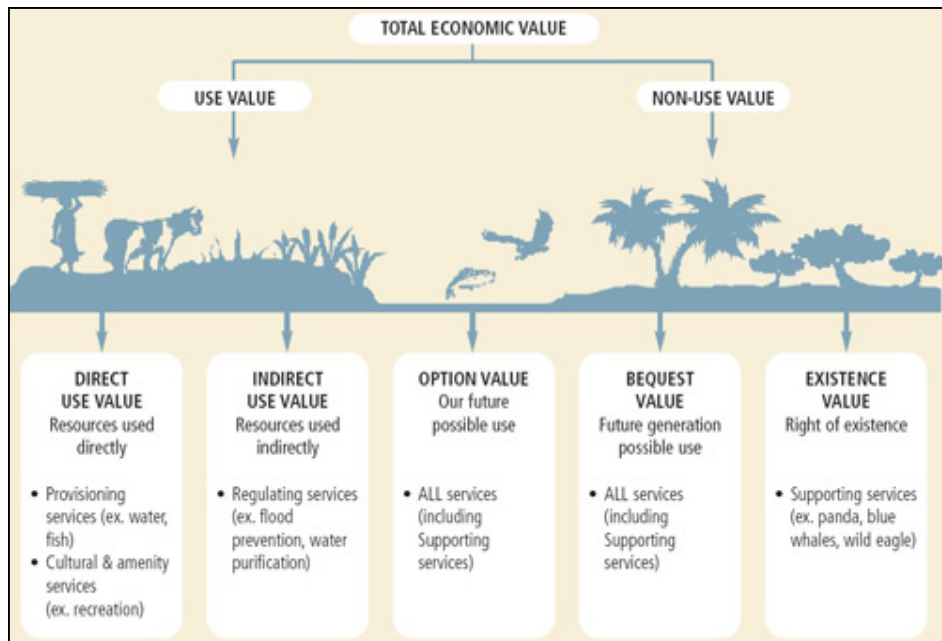 TOTAL ECONOMIC VALUE
USE VALUE
NON-USE VALUE
DIRECT
USE VALUE
Resources used
directly
• Provisioning
services (ex. water,
fish)
• Cultural & amenity
services
(ex. recreation)
INDIRECT
USE VALUE
Resources used
indirectly
• Regulating services
(ex. flood
prevention, water
purification)
OPTION VALUE
Our future
possible use
• ALL services
(including
Supporting
services)
BEQUEST
VALUE
Future generation
possible use
• ALL services
(including
Supporting
services)
EXISTENCE
VALUE
Right of existence
• Supporting services
(ex. panda, blue
whales, wild eagle)